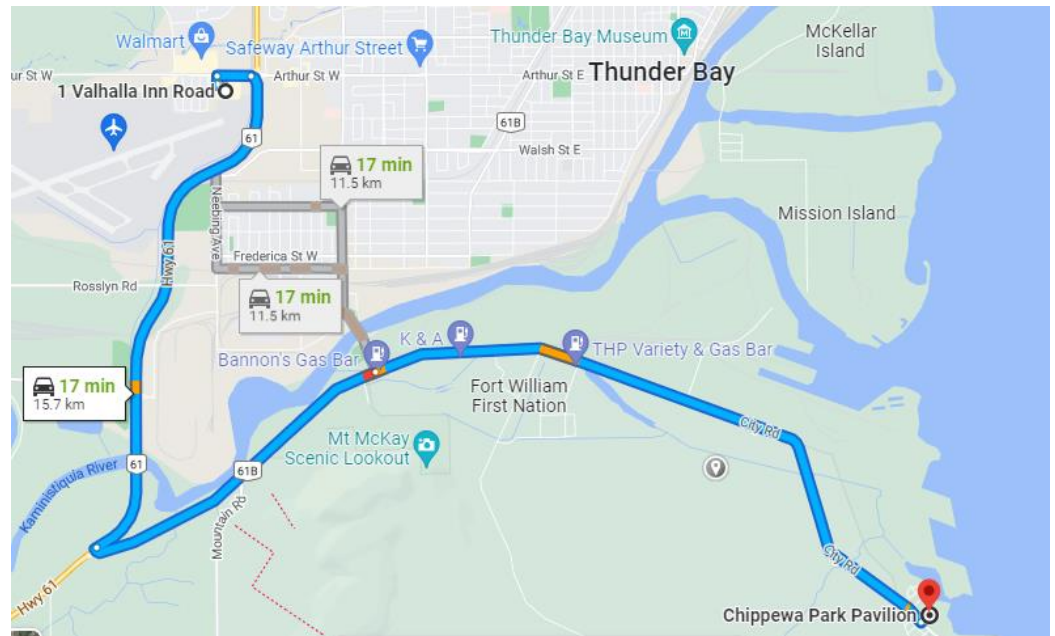 McKellar
Island
Walmart
Safeway Arthur Street
Thunder Bay Museum
ur St W
Arthur St W
Arthur St E
Thunder Bay
1 Valhalla Inn Road
61
61B
Walsh St E
17 min
11.5 km
Neebing Ave
Mission Island
Hwy 61
Frederica St W
Rosslyn Rd
17 min
11.5 km
K & A
Bannon's Gas Bar
THP Variety & Gas Bar
17 min
15.7 km
Fort William
First Nation
City Rd
Mt McKay
Scenic Lookout
Kaministiquia River
61
61B
Mountain Rd
City Rd
Hwy 61
Chippewa Park Pavilion